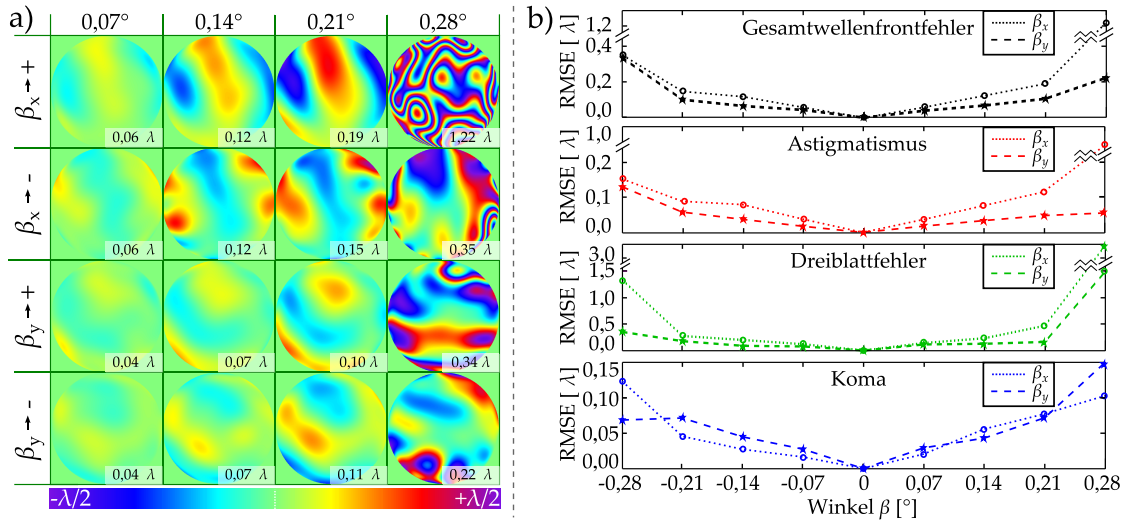 a)
0,07° 0,14° 0,21° 0,28°
βx → +
0,06 λ 0,12 λ 0,19 λ 1,22 λ
βx → -
0,06 λ 0,12 λ 0,15 λ 0,35 λ
βy → +
0,04 λ 0,07 λ 0,10 λ 0,34 λ
βy → -
0,04 λ 0,07 λ 0,11 λ 0,22 λ
-λ/2 +λ/2
b)
Gesamtwellenfrontfehler
RMSE [ λ]
1,2
0,4
0,2
0,0
βx
βy
Astigmatismus
RMSE [ λ]
1,0
0,2
0,1
0,0
βx
βy
Dreiblattfehler
RMSE [ λ]
3,0
1,5
1,0
0,5
0,0
βx
βy
Koma
RMSE [ λ]
0,15
0,10
0,05
0,00
βx
βy
-0,28 -0,21 -0,14 -0,07 0 0,07 0,14 0,21 0,28
Winkel β [°]